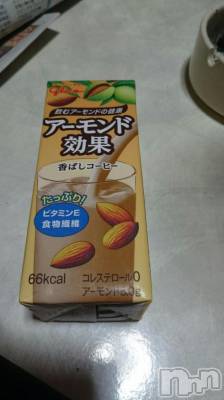 Glico
飲むアーモンドの健康
アーモンド
効果
香ばしコーヒー
たっぷり!
ビタミンE
食物繊維
66kcal
コレステロール0